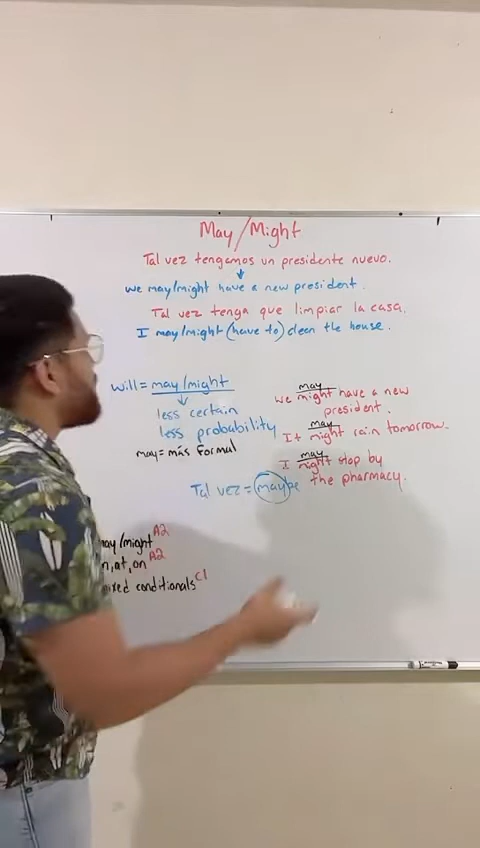 May/Might
Tal vez tengamos un presidente nuevo.
we may/might have a new president.
Tal vez tenga que limpiar la casa.
I may/might (have to) clean the house.
will = may/might
less certain
less probability
may = más formal
may
we might have a new
president.
may
It might rain tomorrow.
may
I might stop by
the pharmacy.
Tal vez = maybe
may/might A2
n, at, on A2
mixed conditionals C1